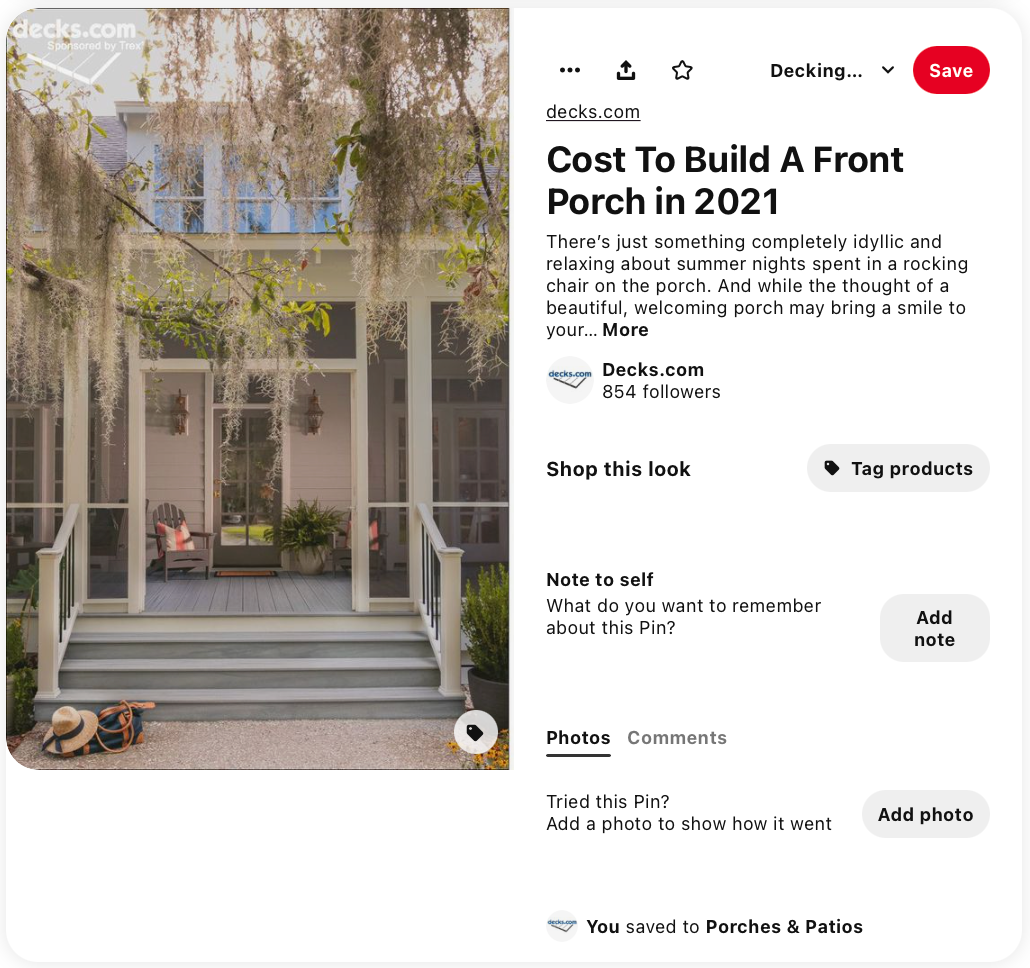 decks.com
Sponsored by Trex
Decking...
Save
decks.com
Cost To Build A Front
Porch in 2021
There’s just something completely idyllic and
relaxing about summer nights spent in a rocking
chair on the porch. And while the thought of a
beautiful, welcoming porch may bring a smile to
your... More
decks.com
Decks.com
854 followers
Shop this look
Tag products
Note to self
What do you want to remember
about this Pin?
Add
note
Photos
Comments
Tried this Pin?
Add a photo to show how it went
Add photo
decks.com
You saved to Porches & Patios